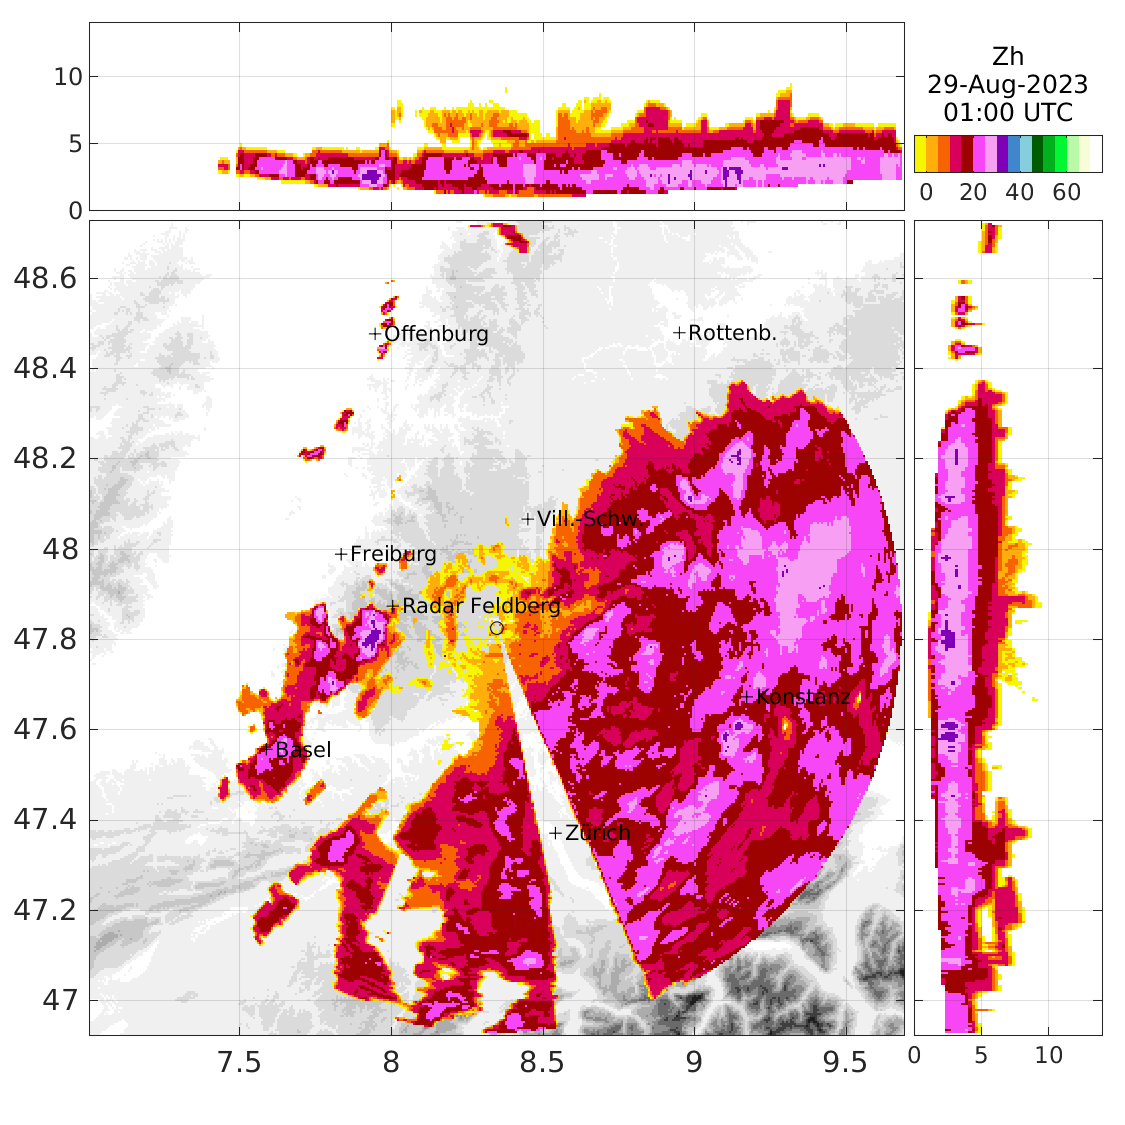 Zh
29-Aug-2023
01:00 UTC
0 20 40 60
10
5
0
48.6
48.4
48.2
48
47.8
47.6
47.4
47.2
47
+Offenburg
+Rottenb.
+Vill.-Schw.
+Freiburg
+Radar Feldberg
+Konstanz
+Basel
+Zürich
7.5 8 8.5 9 9.5
0 5 10